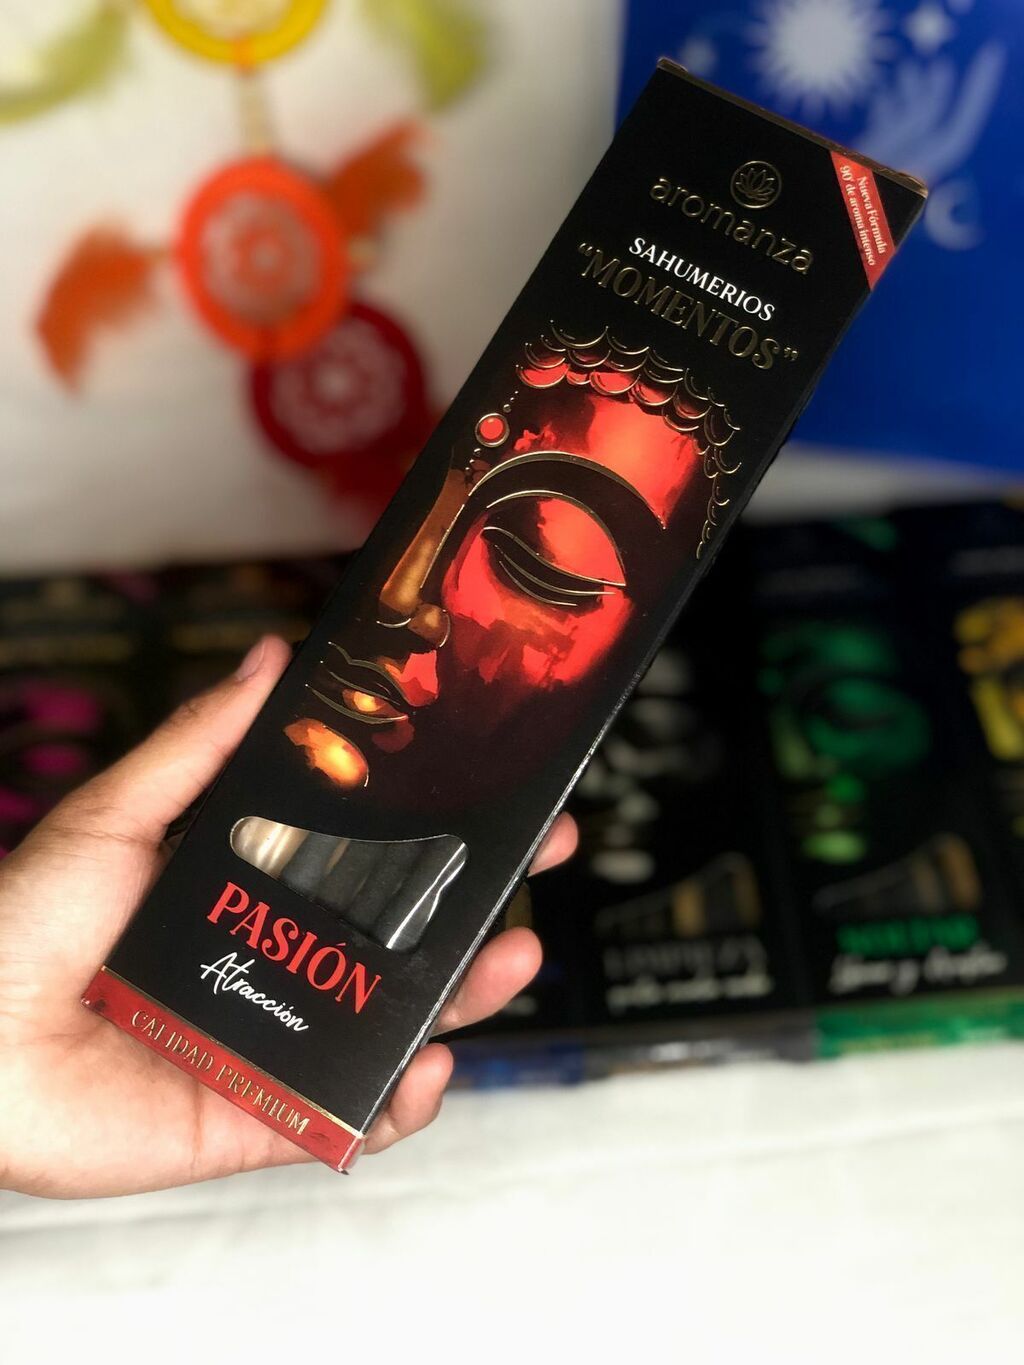 aromanza
Nueva Fórmula
90' de aroma intenso
SAHUMERIOS
"MOMENTOS"
PASIÓN
Atracción
CALIDAD PREMIUM